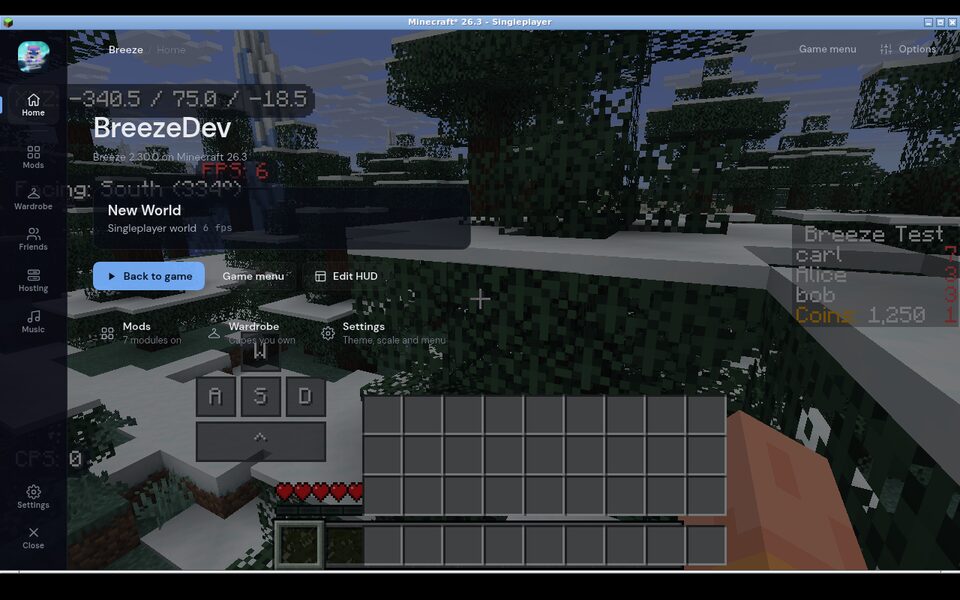 Minecraft* 26.3 - Singleplayer
Breeze / Home
Game menu
Options
Home
-340.5 / 75.0 / -18.5
BreezeDev
Breeze 2.30.0 on Minecraft 26.3
FPS: 6
Facing: South (334°)
Mods
Wardrobe
New World
Singleplayer world 6 fps
Friends
Breeze Test
carl 7
Alice 3
bob 3
Coins: 1,250 1
Hosting
Back to game
Game menu
Edit HUD
Music
Mods
7 modules on
Wardrobe
Capes you own
Settings
Theme, scale and menu
W
A S D
^
CPS: 0
Settings
Close